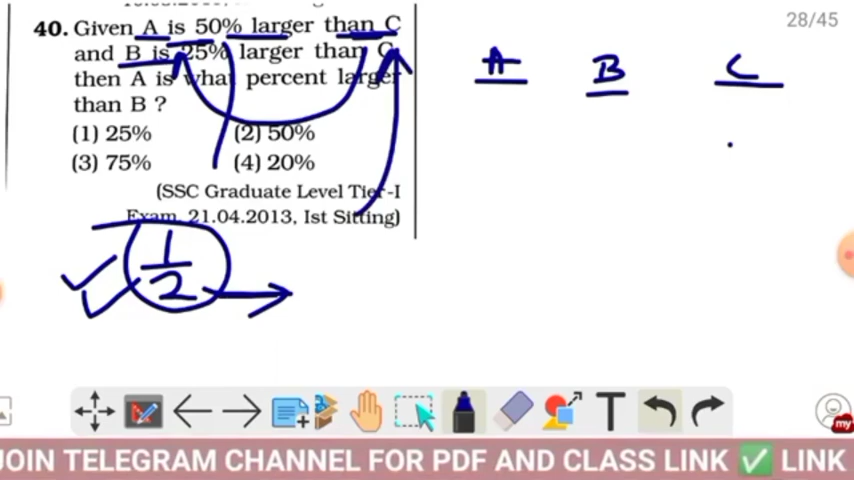 28/45
40. Given A is 50% larger than C
and B is 25% larger than C,
then A is what percent larger
than B ?
(1) 25% (2) 50%
(3) 75% (4) 20%
(SSC Graduate Level Tier-I
Exam. 21.04.2013, Ist Sitting)
A B C
1
2
T
my
JOIN TELEGRAM CHANNEL FOR PDF AND CLASS LINK ✅ LINK